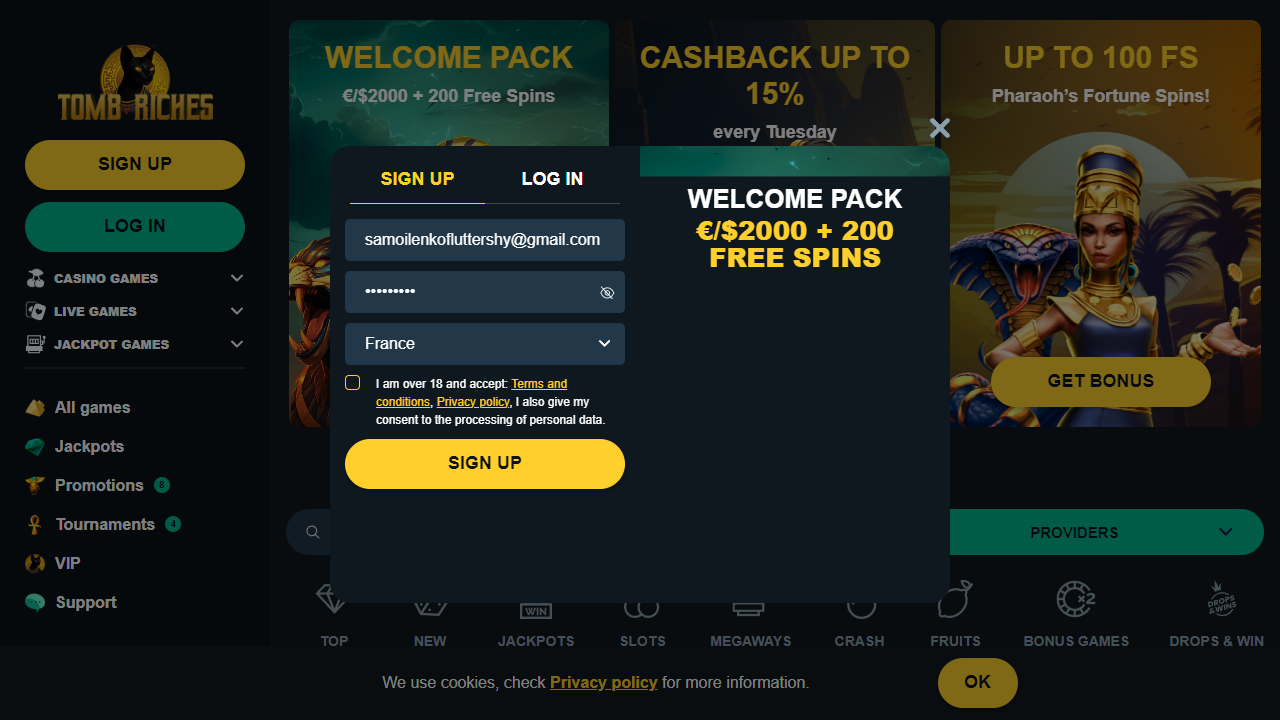 TOMB RICHES
SIGN UP
LOG IN
CASINO GAMES
LIVE GAMES
JACKPOT GAMES
All games
Jackpots
Promotions 8
Tournaments 4
VIP
Support
WELCOME PACK
€/$2000 + 200 Free Spins
CASHBACK UP TO
15%
every Tuesday
UP TO 100 FS
Pharaoh’s Fortune Spins!
GET BONUS
SIGN UP
LOG IN
samoilenkofluttershy@gmail.com
•••••••••
France
I am over 18 and accept: Terms and
conditions, Privacy policy, I also give my
consent to the processing of personal data.
SIGN UP
WELCOME PACK
€/$2000 + 200
FREE SPINS
PROVIDERS
TOP
NEW
WIN
JACKPOTS
SLOTS
MEGAWAYS
CRASH
FRUITS
x2
BONUS GAMES
DROPS
&WINS
DROPS & WIN
We use cookies, check Privacy policy for more information.
OK